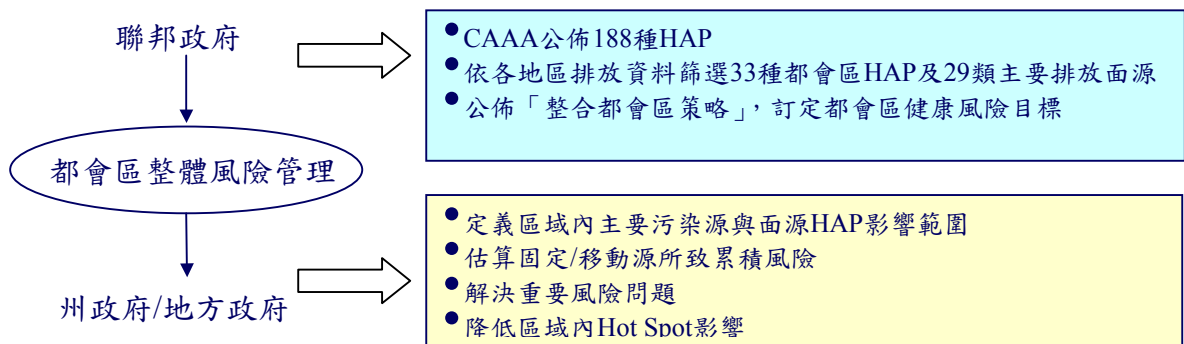 聯邦政府
• CAAA公佈188種HAP
• 依各地區排放資料篩選33種都會區HAP及29類主要排放面源
• 公佈「整合都會區策略」，訂定都會區健康風險目標
都會區整體風險管理
• 定義區域內主要污染源與面源HAP影響範圍
• 估算固定/移動源所致累積風險
• 解決重要風險問題
• 降低區域內Hot Spot影響
州政府/地方政府